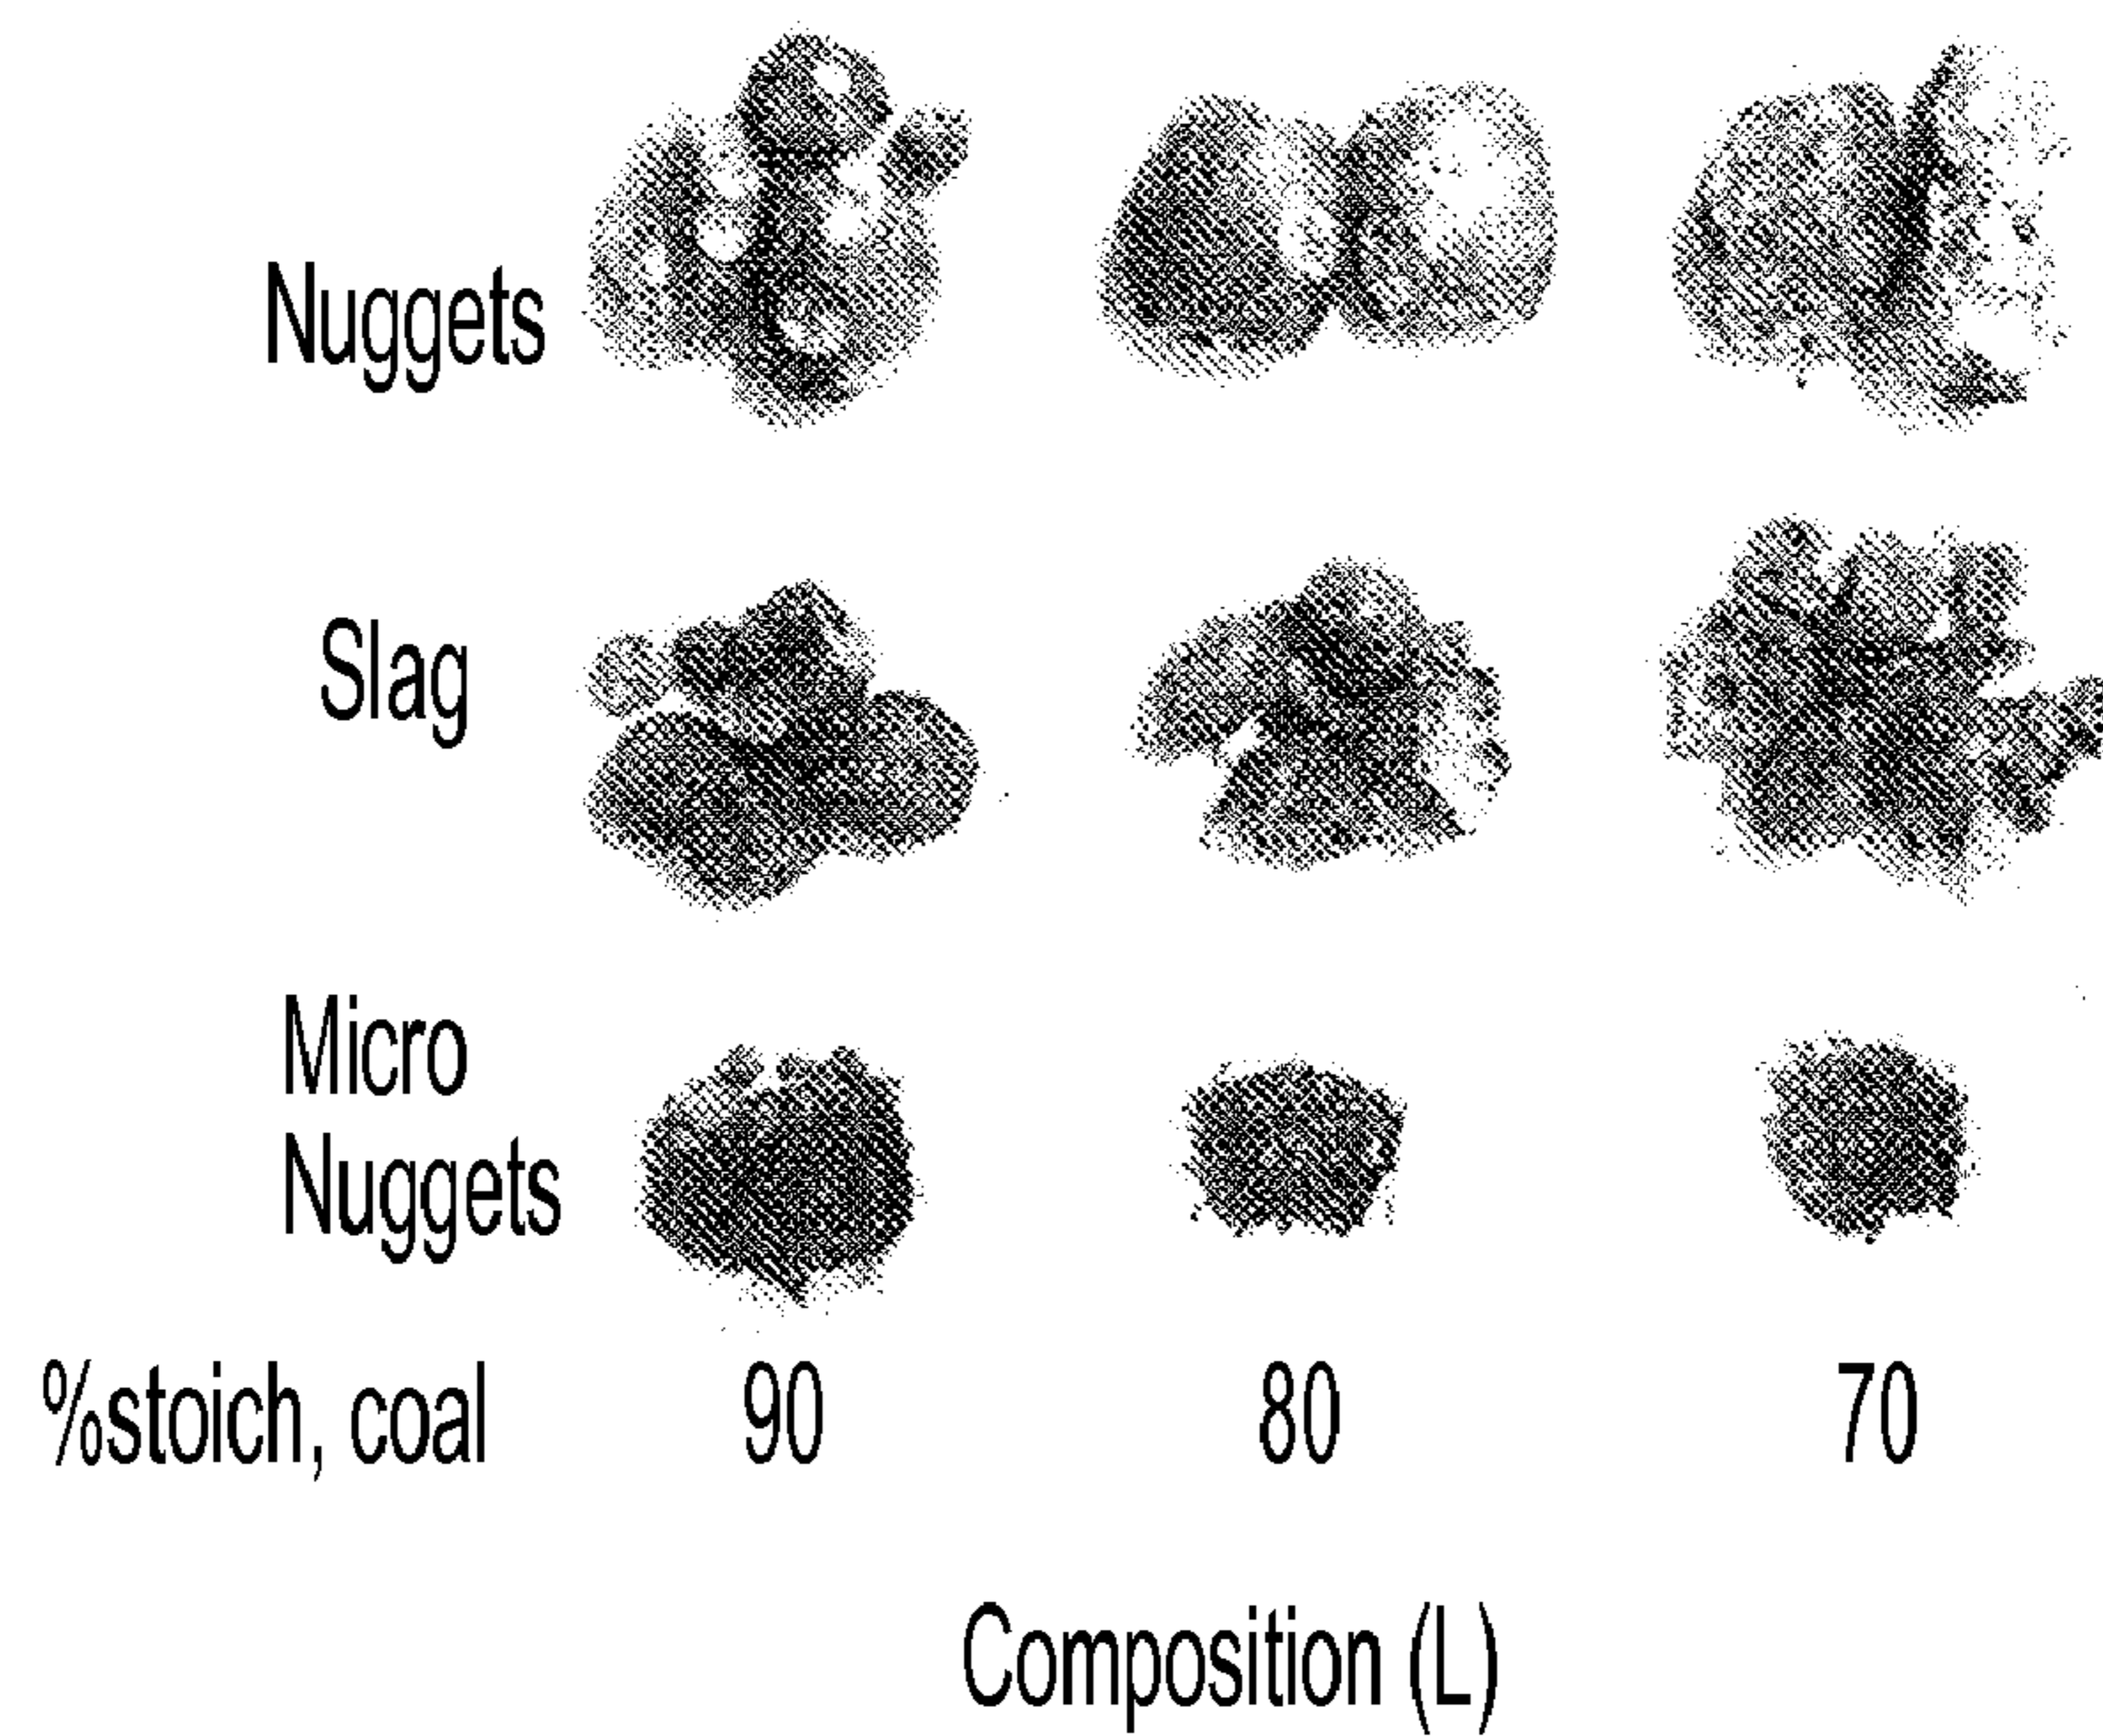 Nuggets
Slag
Micro
Nuggets
%stoich, coal 90 80 70
Composition (L)